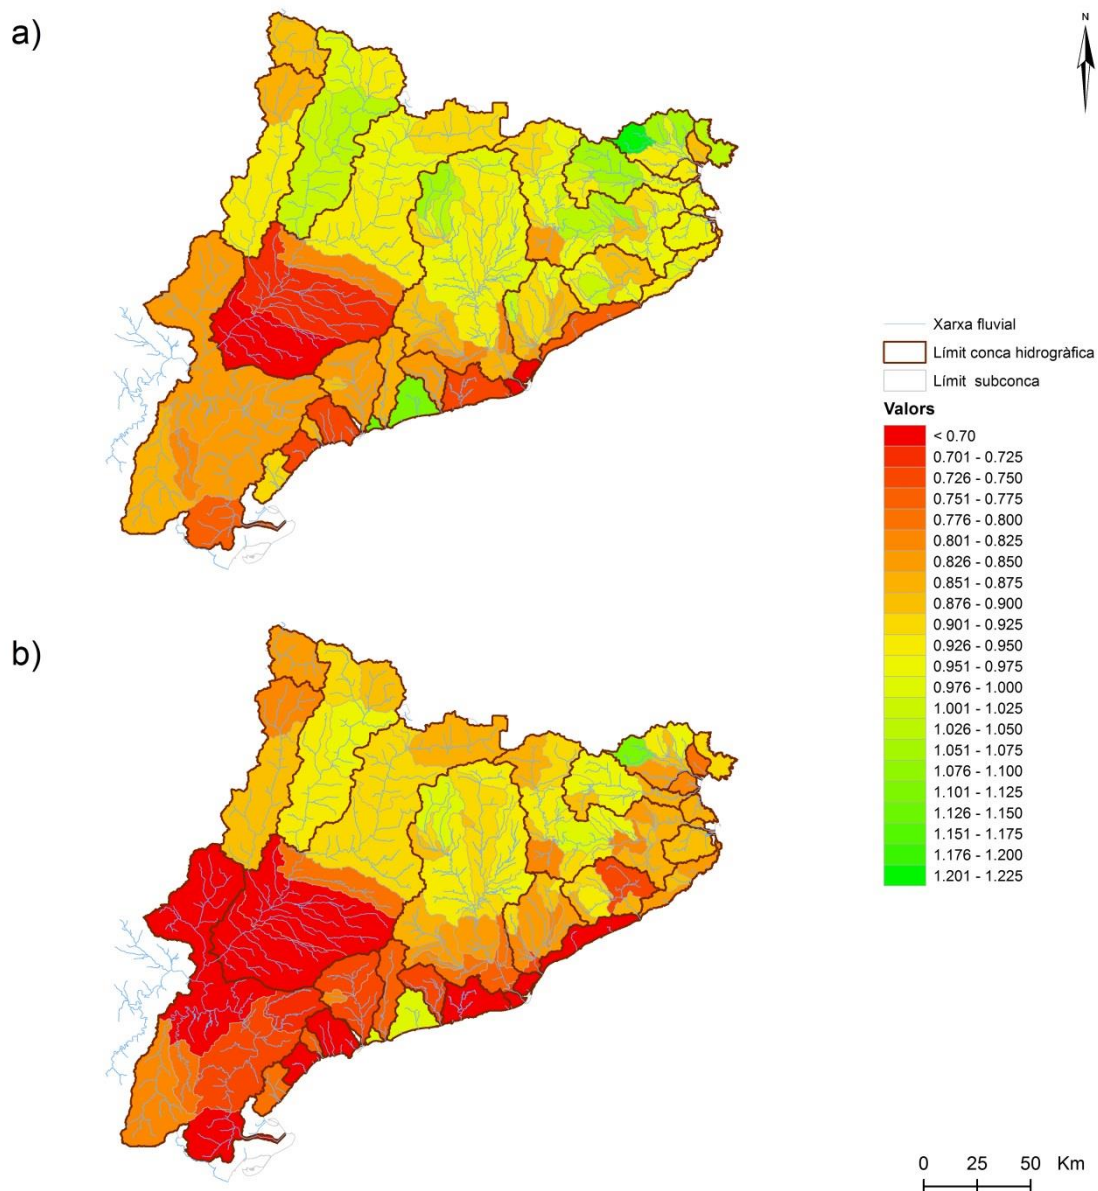 a)
N
Xarxa fluvial
Límit conca hidrogràfica
Límit subconca
Valors
< 0.70
0.701 - 0.725
0.726 - 0.750
0.751 - 0.775
0.776 - 0.800
0.801 - 0.825
0.826 - 0.850
0.851 - 0.875
0.876 - 0.900
0.901 - 0.925
0.926 - 0.950
0.951 - 0.975
0.976 - 1.000
1.001 - 1.025
1.026 - 1.050
1.051 - 1.075
1.076 - 1.100
1.101 - 1.125
1.126 - 1.150
1.151 - 1.175
1.176 - 1.200
1.201 - 1.225
b)
0 25 50 Km